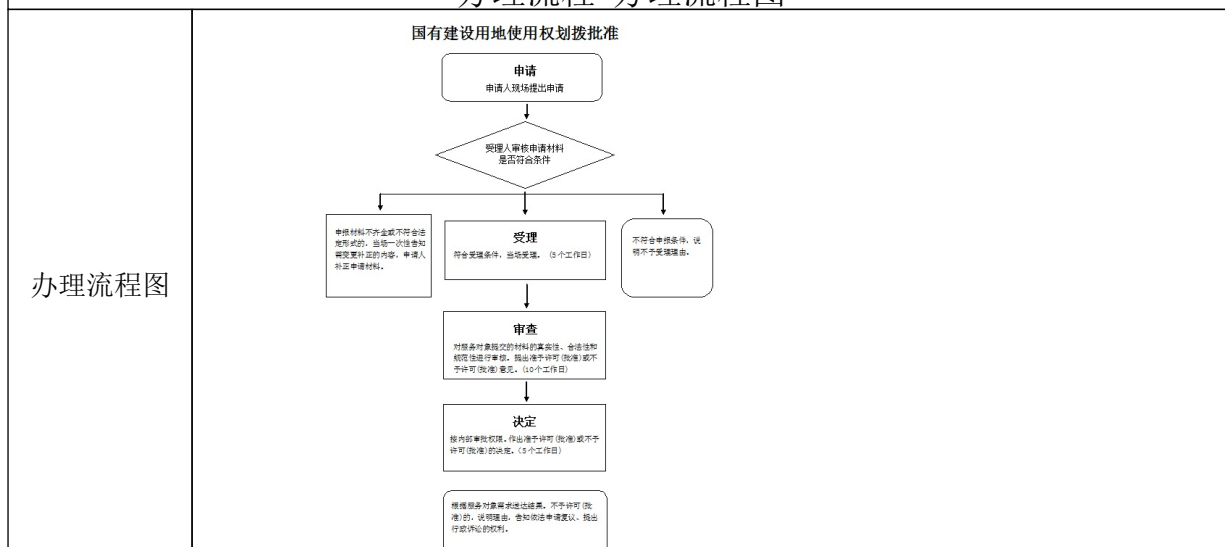 办理流程-办理流程图
办理流程图
国有建设用地使用权划拨批准
申请
申请人现场提出申请
受理人审核申请材料
是否符合条件
申报材料不齐全或不符合法
定形式的，当场一次性告知
需变更补正的内容，申请人
补正申请材料。
受理
符合受理条件，当场受理。（5个工作日）
不符合申报条件，说
明不予受理理由。
审查
对服务对象提交的材料的真实性、合法性和
规范性进行审核。提出准予许可(批准)或不
予许可(批准)意见。(10个工作日)
决定
按内部审批权限。作出准予许可(批准)或不予
许可(批准)的决定。（5个工作日）
根据服务对象需求送达结果。不予许可(批
准)的，说明理由，告知依法申请复议、提出
行政诉讼的权利。